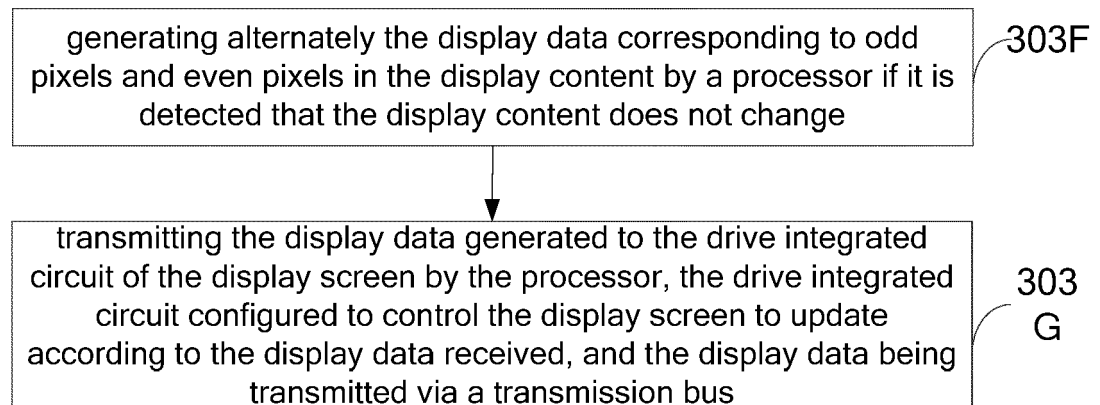 generating alternately the display data corresponding to odd
pixels and even pixels in the display content by a processor if it is
detected that the display content does not change
303F
transmitting the display data generated to the drive integrated
circuit of the display screen by the processor, the drive integrated
circuit configured to control the display screen to update
according to the display data received, and the display data being
transmitted via a transmission bus
303
G